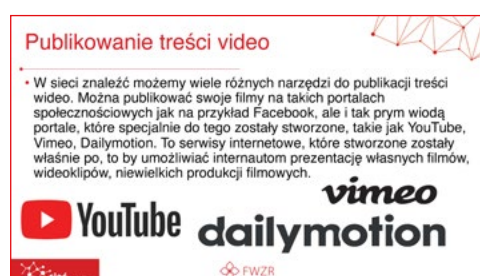 Publikowanie treści video
• W sieci znaleźć możemy wiele różnych narzędzi do publikacji treści
wideo. Można publikować swoje filmy na takich portalach
społecznościowych jak na przykład Facebook, ale i tak prym wiodą
portale, które specjalnie do tego zostały stworzone, takie jak YouTube,
Vimeo, Dailymotion. To serwisy internetowe, które stworzone zostały
właśnie po, to by umożliwiać internautom prezentację własnych filmów,
wideoklipów, niewielkich produkcji filmowych.
vimeo
YouTube
dailymotion
FWZR